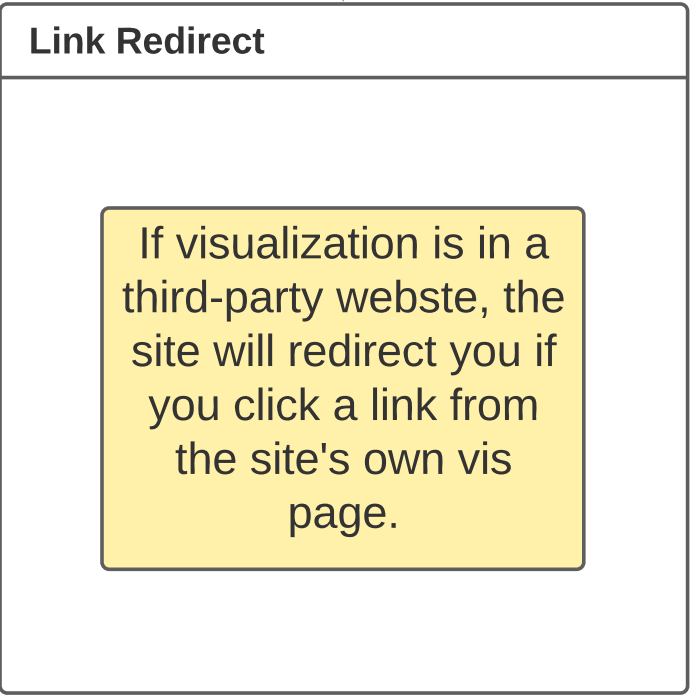 Link Redirect
If visualization is in a
third-party webste, the
site will redirect you if
you click a link from
the site's own vis
page.